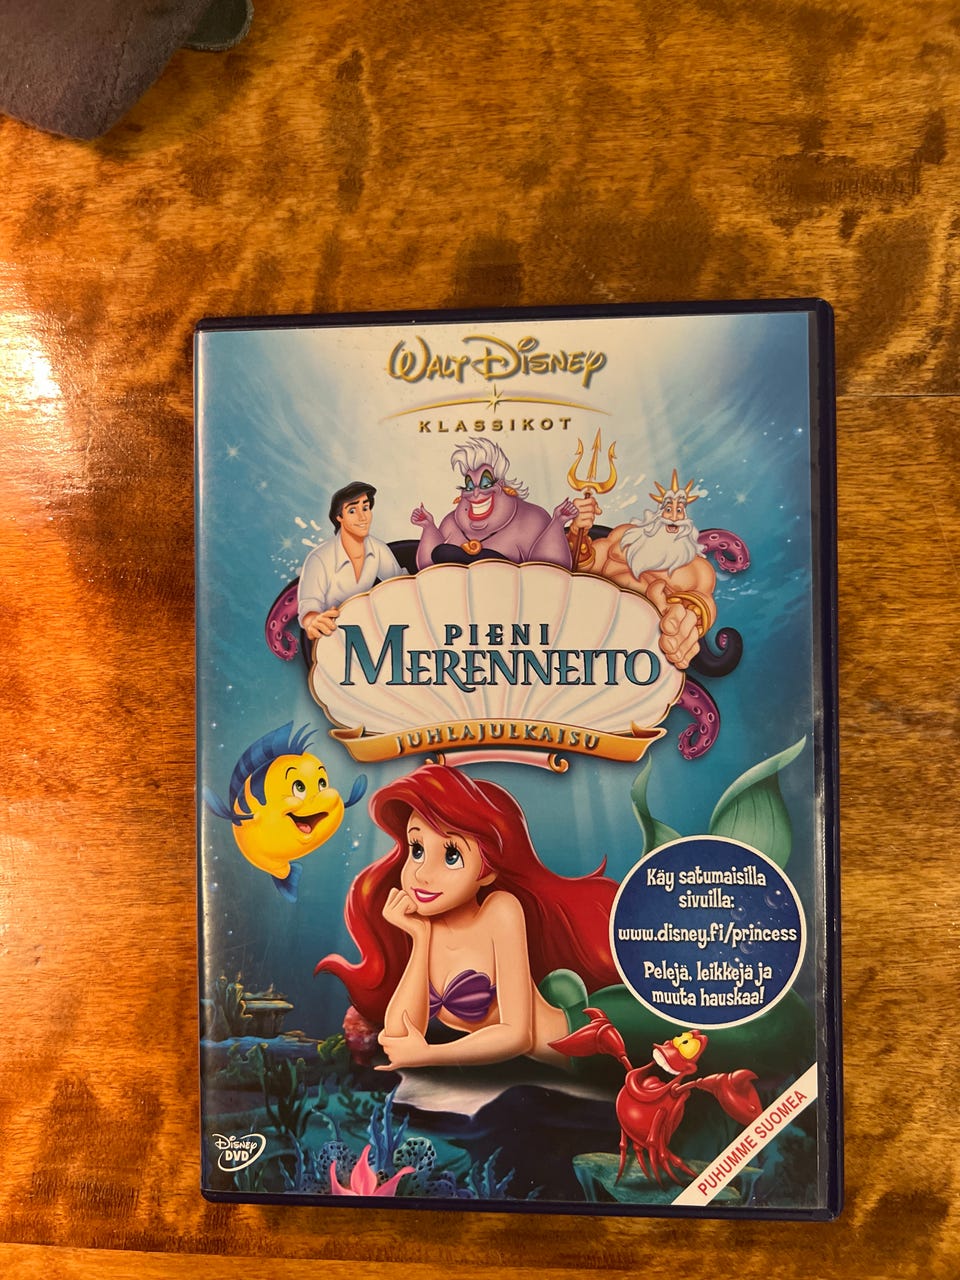 WALT DISNEY
KLASSIKOT
PIENI
MERENNEITO
JUHLAJULKAISU
Käy satumaisilla
sivuilla:
www.disney.fi/princess
Pelejä, leikkejä ja
muuta hauskaa!
DISNEY
DVD
PUHUMME SUOMEA